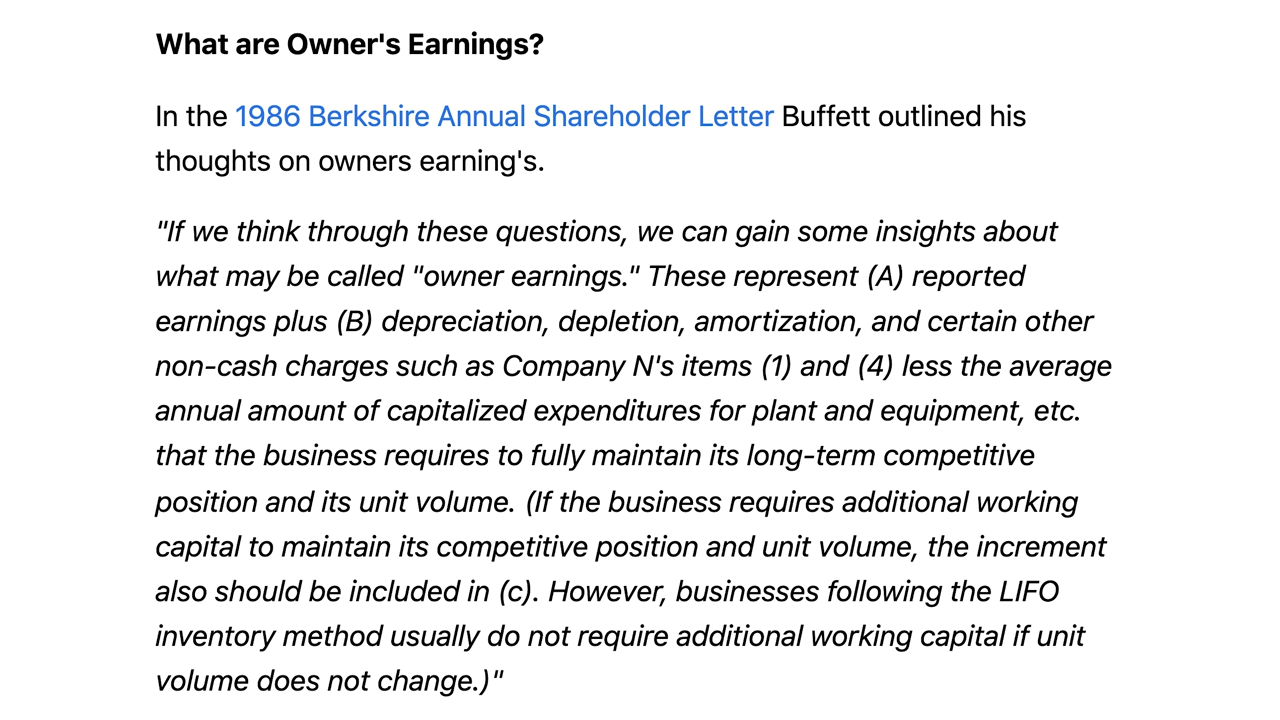 What are Owner's Earnings?
In the 1986 Berkshire Annual Shareholder Letter Buffett outlined his
thoughts on owners earning's.
"If we think through these questions, we can gain some insights about
what may be called "owner earnings." These represent (A) reported
earnings plus (B) depreciation, depletion, amortization, and certain other
non-cash charges such as Company N's items (1) and (4) less the average
annual amount of capitalized expenditures for plant and equipment, etc.
that the business requires to fully maintain its long-term competitive
position and its unit volume. (If the business requires additional working
capital to maintain its competitive position and unit volume, the increment
also should be included in (c). However, businesses following the LIFO
inventory method usually do not require additional working capital if unit
volume does not change.)"